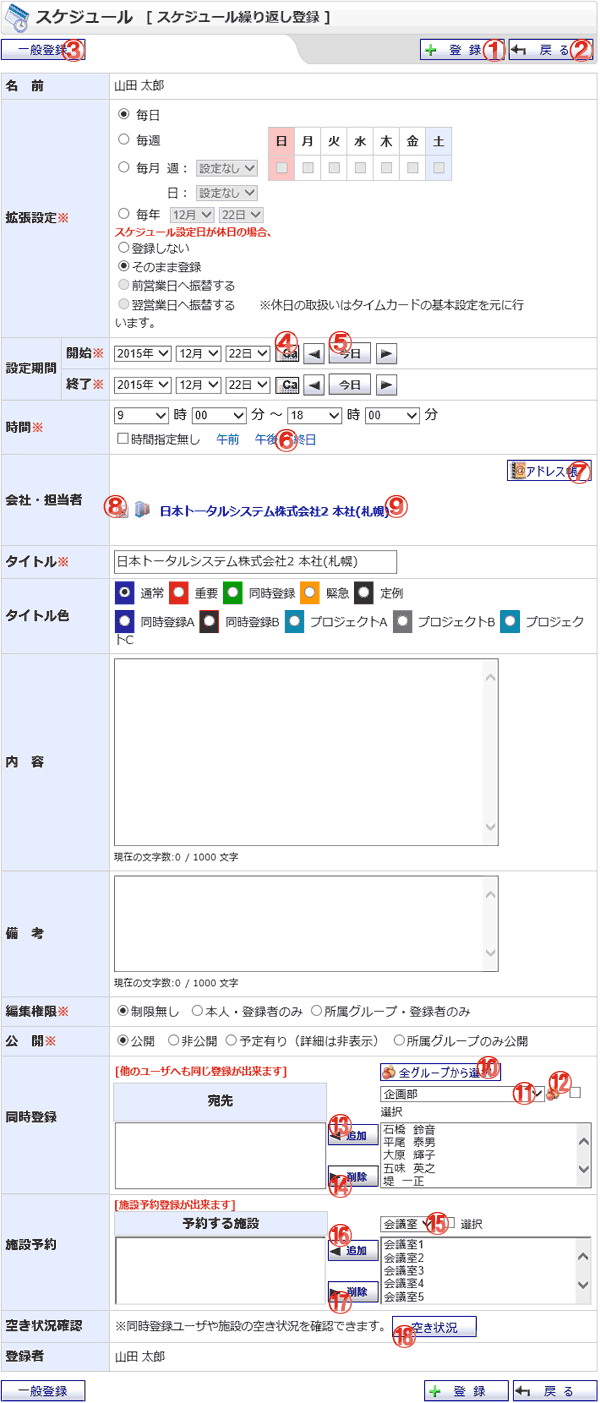 スケジュール [ スケジュール繰り返し登録 ]
一般登録③ 登録① 戻る②
名 前 山田 太郎
拡張設定※
毎日
毎週
日 月 火 水 木 金 土
毎月 週： 設定なし
日： 設定なし
毎年 12月 22日
スケジュール設定日が休日の場合、
登録しない
そのまま登録
前営業日へ振替する
翌営業日へ振替する ※休日の取扱いはタイムカードの基本設定を元に行
います。
設定期間
開始※ 2015年 12月 22日 ④ Ca ◀ ⑤ 今日 ▶
終了※ 2015年 12月 22日 Ca ◀ 今日 ▶
時間※ 9 時 00 分 ～ 18 時 00 分
時間指定無し 午前 午後 ⑥ 終日
会社・担当者 アドレス帳⑦
⑧ 日本トータルシステム株式会社2 本社(札幌)⑨
タイトル※ 日本トータルシステム株式会社2 本社(札幌)
タイトル色
通常 重要 同時登録 緊急 定例
同時登録A 同時登録B プロジェクトA プロジェクトB プロジェク
トC
内 容
現在の文字数:0 / 1000 文字
備 考
現在の文字数:0 / 1000 文字
編集権限※ 制限無し 本人・登録者のみ 所属グループ・登録者のみ
公 開※ 公開 非公開 予定有り（詳細は非表示） 所属グループのみ公開
同時登録
[他のユーザへも同じ登録が出来ます] 全グループから選択⑩
宛先 企画部 ⑪ ⑫
選択
⑬ ◀ 追加
⑭ ▶ 削除
石橋 鈴音
平尾 泰男
大原 輝子
五味 英之
堤 一正
施設予約
[施設予約登録が出来ます]
予約する施設 会議室 ⑮ 選択
⑯ ◀ 追加
⑰ ▶ 削除
会議室1
会議室2
会議室3
会議室4
会議室5
空き状況確認 ※同時登録ユーザや施設の空き状況を確認できます。 ⑱ 空き状況
登録者 山田 太郎
一般登録 登録 戻る